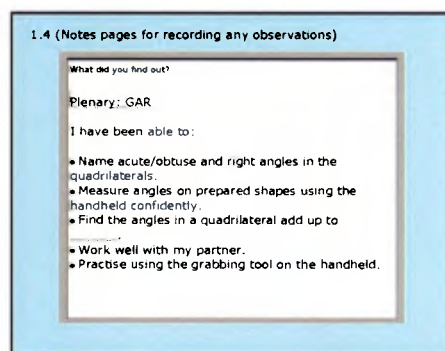 1.4 (Notes pages for recording any observations)
What did you find out?
Plenary: GAR
I have been able to:
• Name acute/obtuse and right angles in the
quadrilaterals.
• Measure angles on prepared shapes using the
handheld confidently.
• Find the angles in a quadrilateral add up to
________.
• Work well with my partner.
• Practise using the grabbing tool on the handheld.